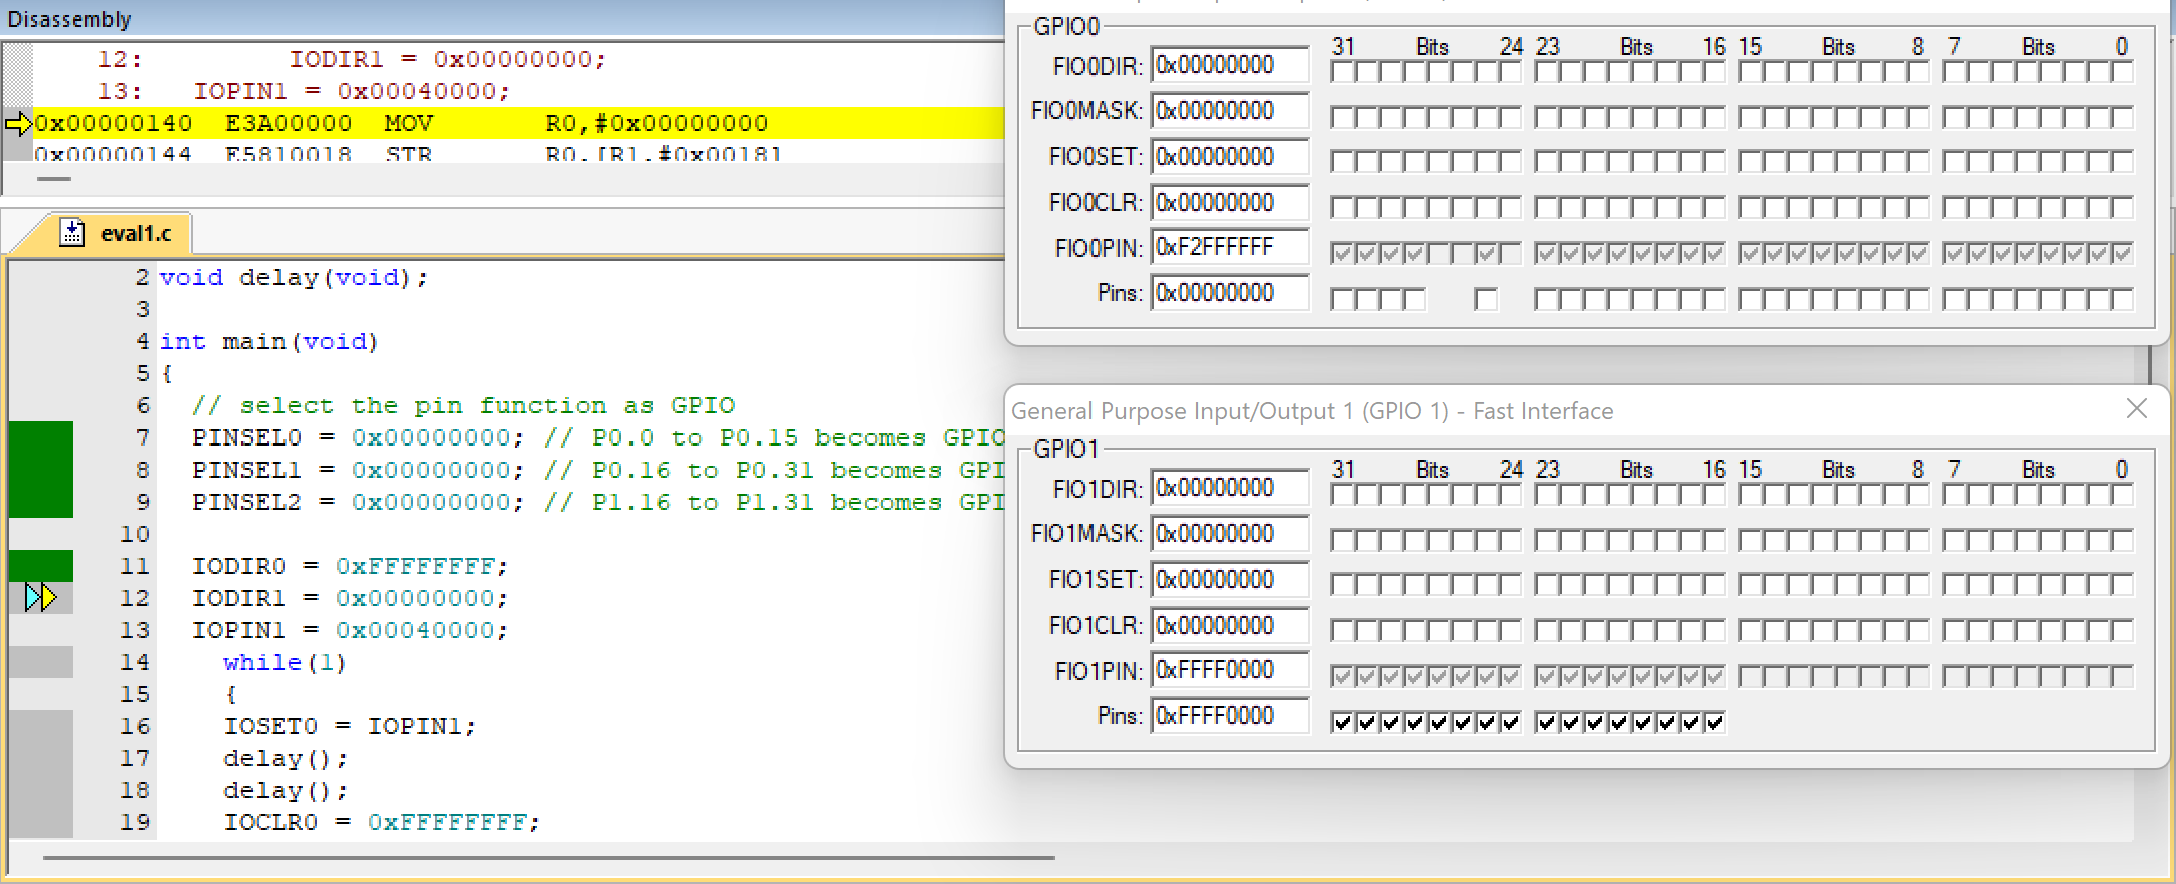 Disassembly
12:         IODIR1 = 0x00000000;
13:   IOPIN1 = 0x00040000;
0x00000140  E3A00000  MOV       R0,#0x00000000
0x00000144  E5810018  STR       R0,[R1,#0x0018]
eval1.c
2 void delay(void);
3
4 int main(void)
5 {
6   // select the pin function as GPIO
7   PINSEL0 = 0x00000000; // P0.0 to P0.15 becomes GPIO
8   PINSEL1 = 0x00000000; // P0.16 to P0.31 becomes GPI
9   PINSEL2 = 0x00000000; // P1.16 to P1.31 becomes GPI
10
11   IODIR0 = 0xFFFFFFFF;
12   IODIR1 = 0x00000000;
13   IOPIN1 = 0x00040000;
14     while(1)
15     {
16     IOSET0 = IOPIN1;
17     delay();
18     delay();
19     IOCLR0 = 0xFFFFFFFF;
GPIO0
31 Bits 24 23 Bits 16 15 Bits 8 7 Bits 0
FIO0DIR: 0x00000000
FIO0MASK: 0x00000000
FIO0SET: 0x00000000
FIO0CLR: 0x00000000
FIO0PIN: 0xF2FFFFFF
Pins: 0x00000000
General Purpose Input/Output 1 (GPIO 1) - Fast Interface
GPIO1
31 Bits 24 23 Bits 16 15 Bits 8 7 Bits 0
FIO1DIR: 0x00000000
FIO1MASK: 0x00000000
FIO1SET: 0x00000000
FIO1CLR: 0x00000000
FIO1PIN: 0xFFFF0000
Pins: 0xFFFF0000